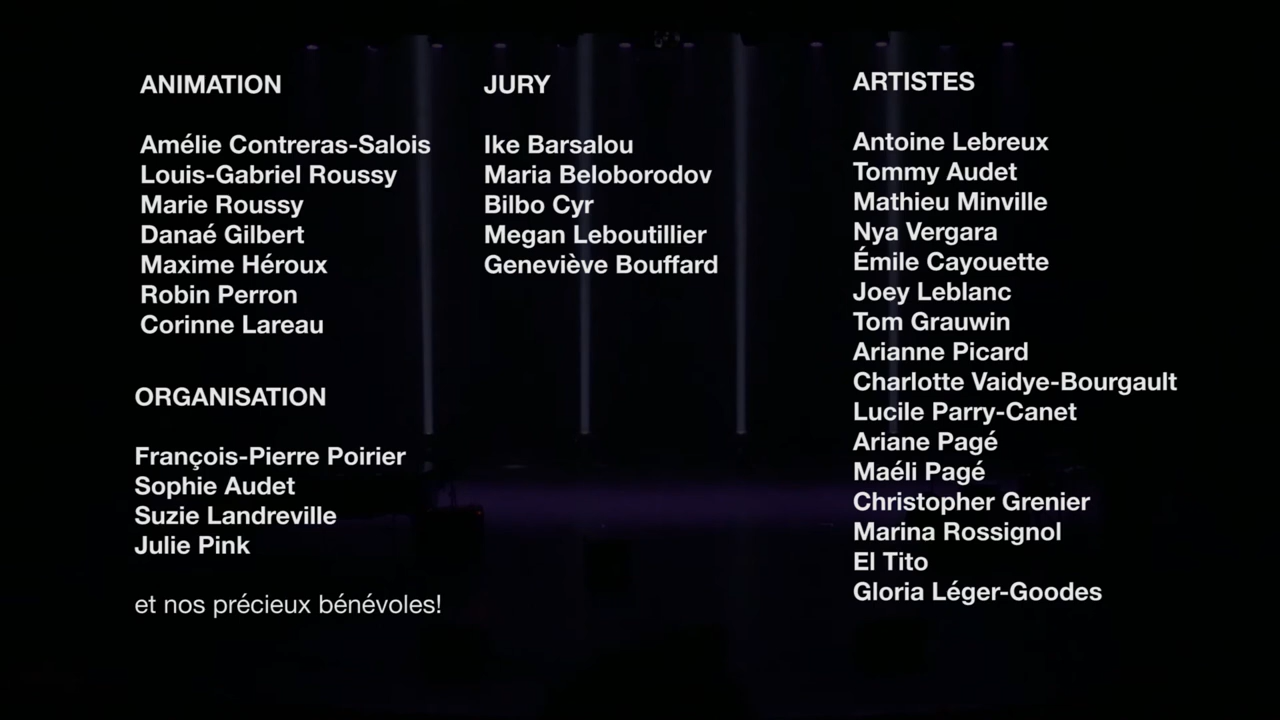 ANIMATION
Amélie Contreras-Salois
Louis-Gabriel Roussy
Marie Roussy
Danaé Gilbert
Maxime Héroux
Robin Perron
Corinne Lareau
ORGANISATION
François-Pierre Poirier
Sophie Audet
Suzie Landreville
Julie Pink
et nos précieux bénévoles!
JURY
Ike Barsalou
Maria Beloborodov
Bilbo Cyr
Megan Leboutillier
Geneviève Bouffard
ARTISTES
Antoine Lebreux
Tommy Audet
Mathieu Minville
Nya Vergara
Émile Cayouette
Joey Leblanc
Tom Grauwin
Arianne Picard
Charlotte Vaidye-Bourgault
Lucile Parry-Canet
Ariane Pagé
Maéli Pagé
Christopher Grenier
Marina Rossignol
El Tito
Gloria Léger-Goodes